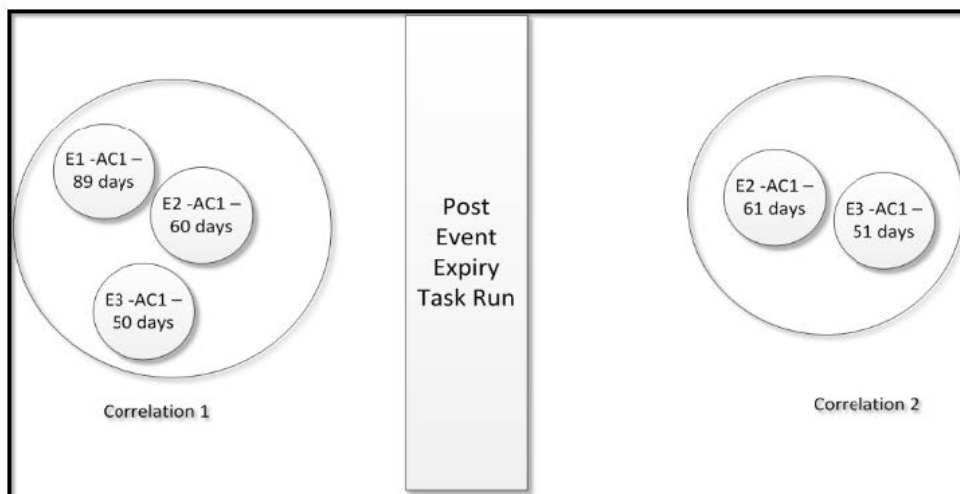 E1 -AC1 –
89 days
E2 -AC1 –
60 days
E3 -AC1 –
50 days
Correlation 1
Post
Event
Expiry
Task Run
E2 -AC1 –
61 days
E3 -AC1 –
51 days
Correlation 2